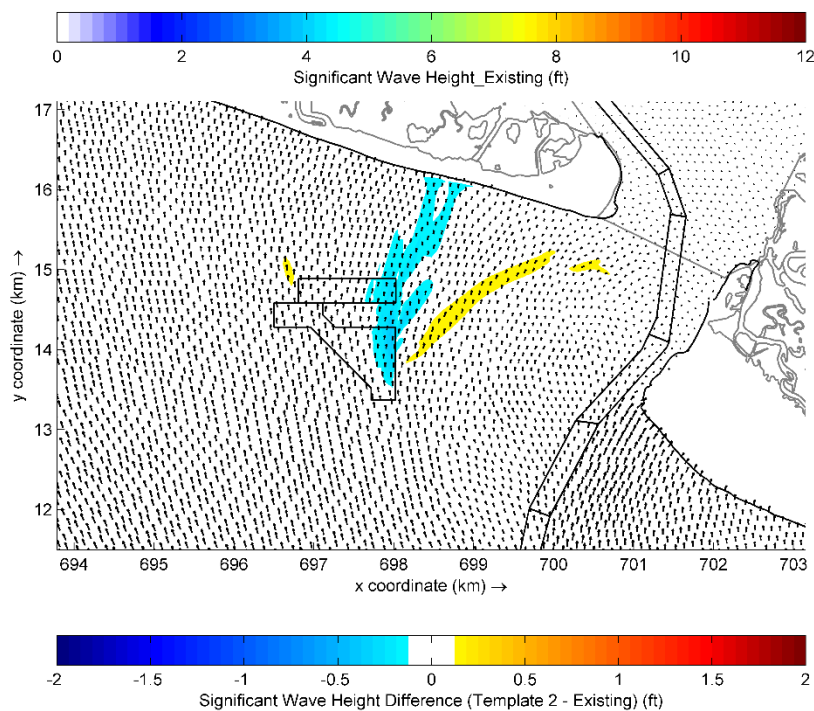 0 2 4 6 8 10 12
Significant Wave Height_Existing (ft)
17
16
15
14
13
12
y coordinate (km) →
694 695 696 697 698 699 700 701 702 703
x coordinate (km) →
-2 -1.5 -1 -0.5 0 0.5 1 1.5 2
Significant Wave Height Difference (Template 2 - Existing) (ft)